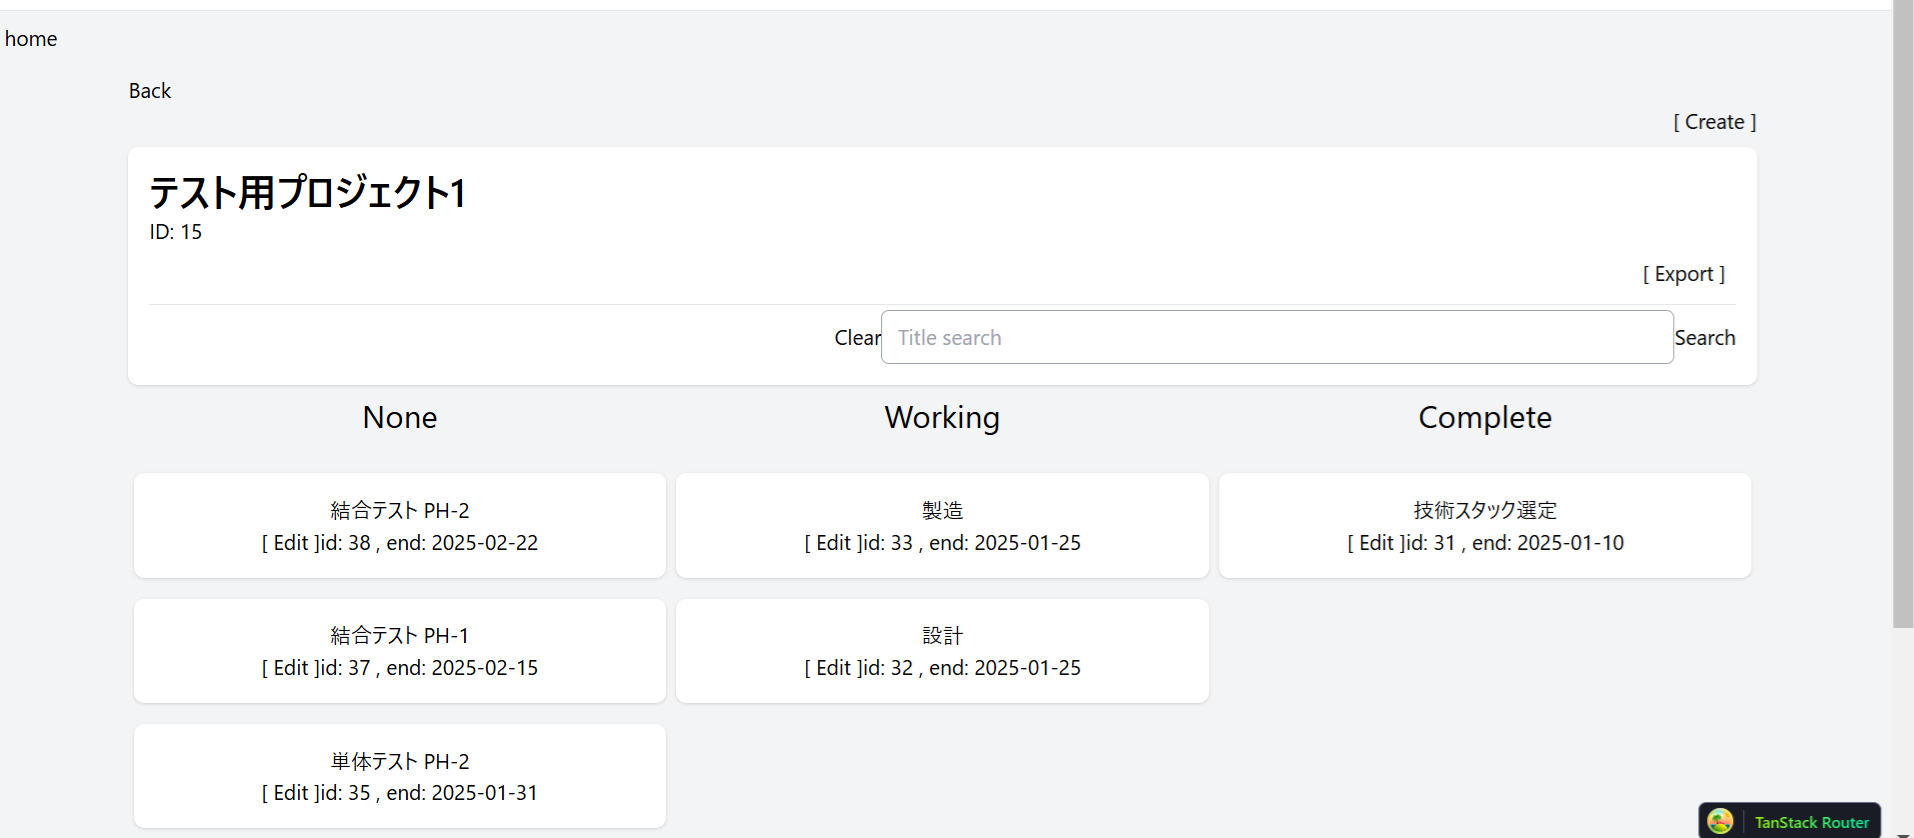 home
Back
[ Create ]
テスト用プロジェクト1
ID: 15
[ Export ]
Clear Title search Search
None
Working
Complete
結合テスト PH-2
[ Edit ]id: 38 , end: 2025-02-22
製造
[ Edit ]id: 33 , end: 2025-01-25
技術スタック選定
[ Edit ]id: 31 , end: 2025-01-10
結合テスト PH-1
[ Edit ]id: 37 , end: 2025-02-15
設計
[ Edit ]id: 32 , end: 2025-01-25
単体テスト PH-2
[ Edit ]id: 35 , end: 2025-01-31
TanStack Router